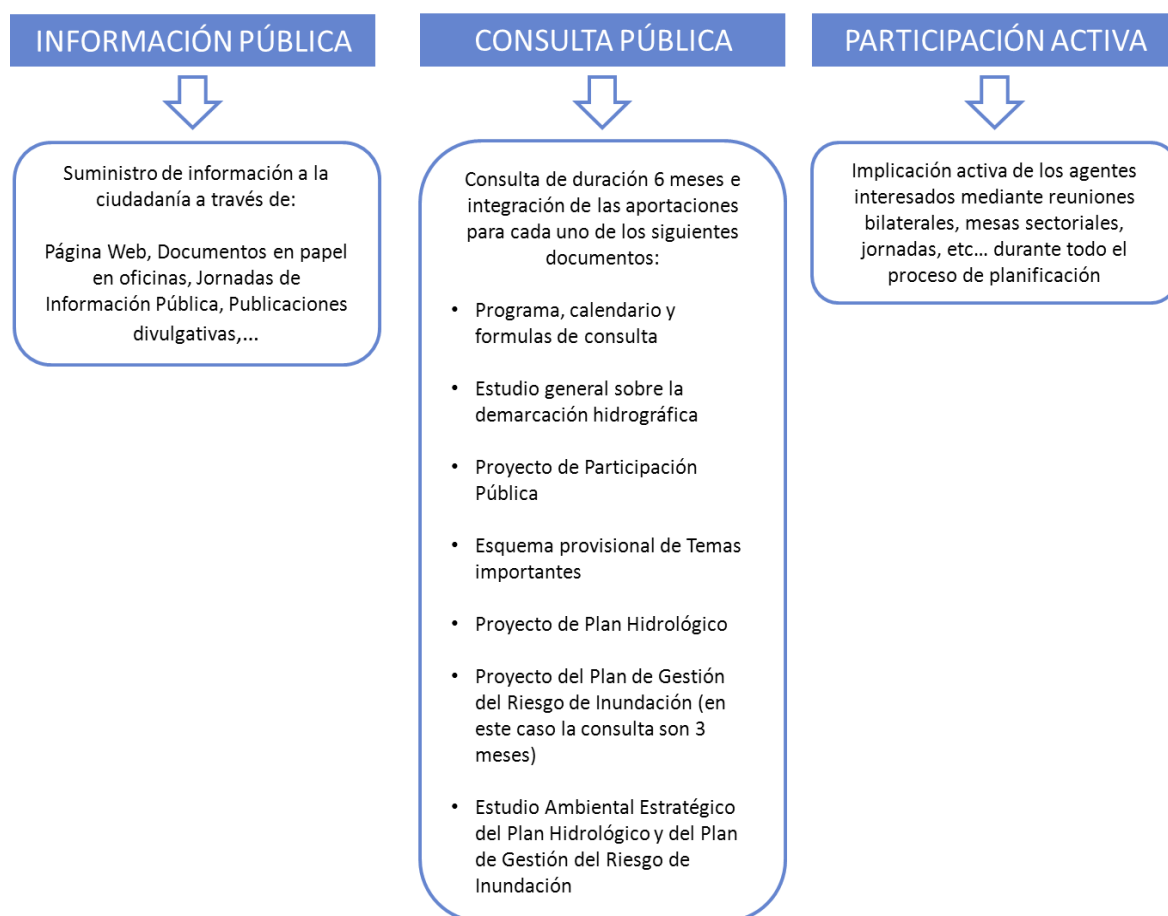 INFORMACIÓN PÚBLICA
Suministro de información a la
ciudadanía a través de:
Página Web, Documentos en papel
en oficinas, Jornadas de
Información Pública, Publicaciones
divulgativas,...
CONSULTA PÚBLICA
Consulta de duración 6 meses e
integración de las aportaciones
para cada uno de los siguientes
documentos:
• Programa, calendario y
formulas de consulta
• Estudio general sobre la
demarcación hidrográfica
• Proyecto de Participación
Pública
• Esquema provisional de Temas
importantes
• Proyecto de Plan Hidrológico
• Proyecto del Plan de Gestión
del Riesgo de Inundación (en
este caso la consulta son 3
meses)
• Estudio Ambiental Estratégico
del Plan Hidrológico y del Plan
de Gestión del Riesgo de
Inundación
PARTICIPACIÓN ACTIVA
Implicación activa de los agentes
interesados mediante reuniones
bilaterales, mesas sectoriales,
jornadas, etc... durante todo el
proceso de planificación